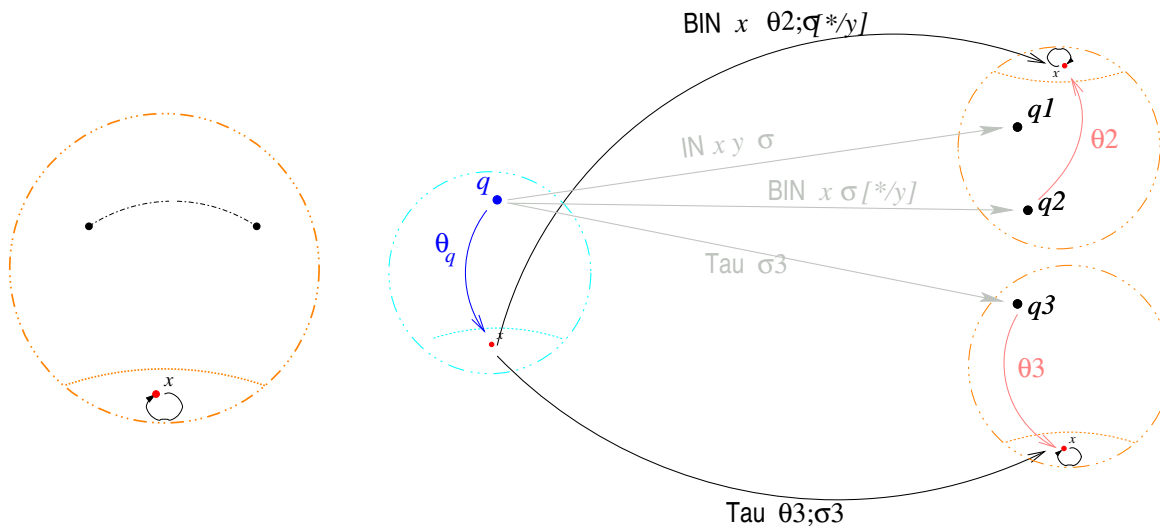 BIN x θ2;σ[*/y]
x
q1
IN x y σ
θ2
q
BIN x σ[*/y]
q2
θq
Tau σ3
q3
x
θ3
x
x
Tau θ3;σ3